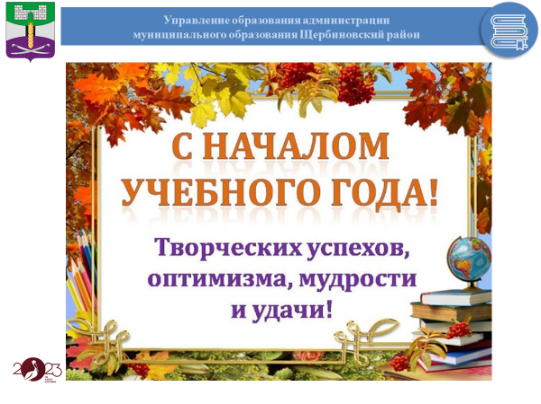 Управление образования администрации
муниципального образования Щербиновский район
С НАЧАЛОМ
УЧЕБНОГО ГОДА!
Творческих успехов,
оптимизма, мудрости
и удачи!
2023